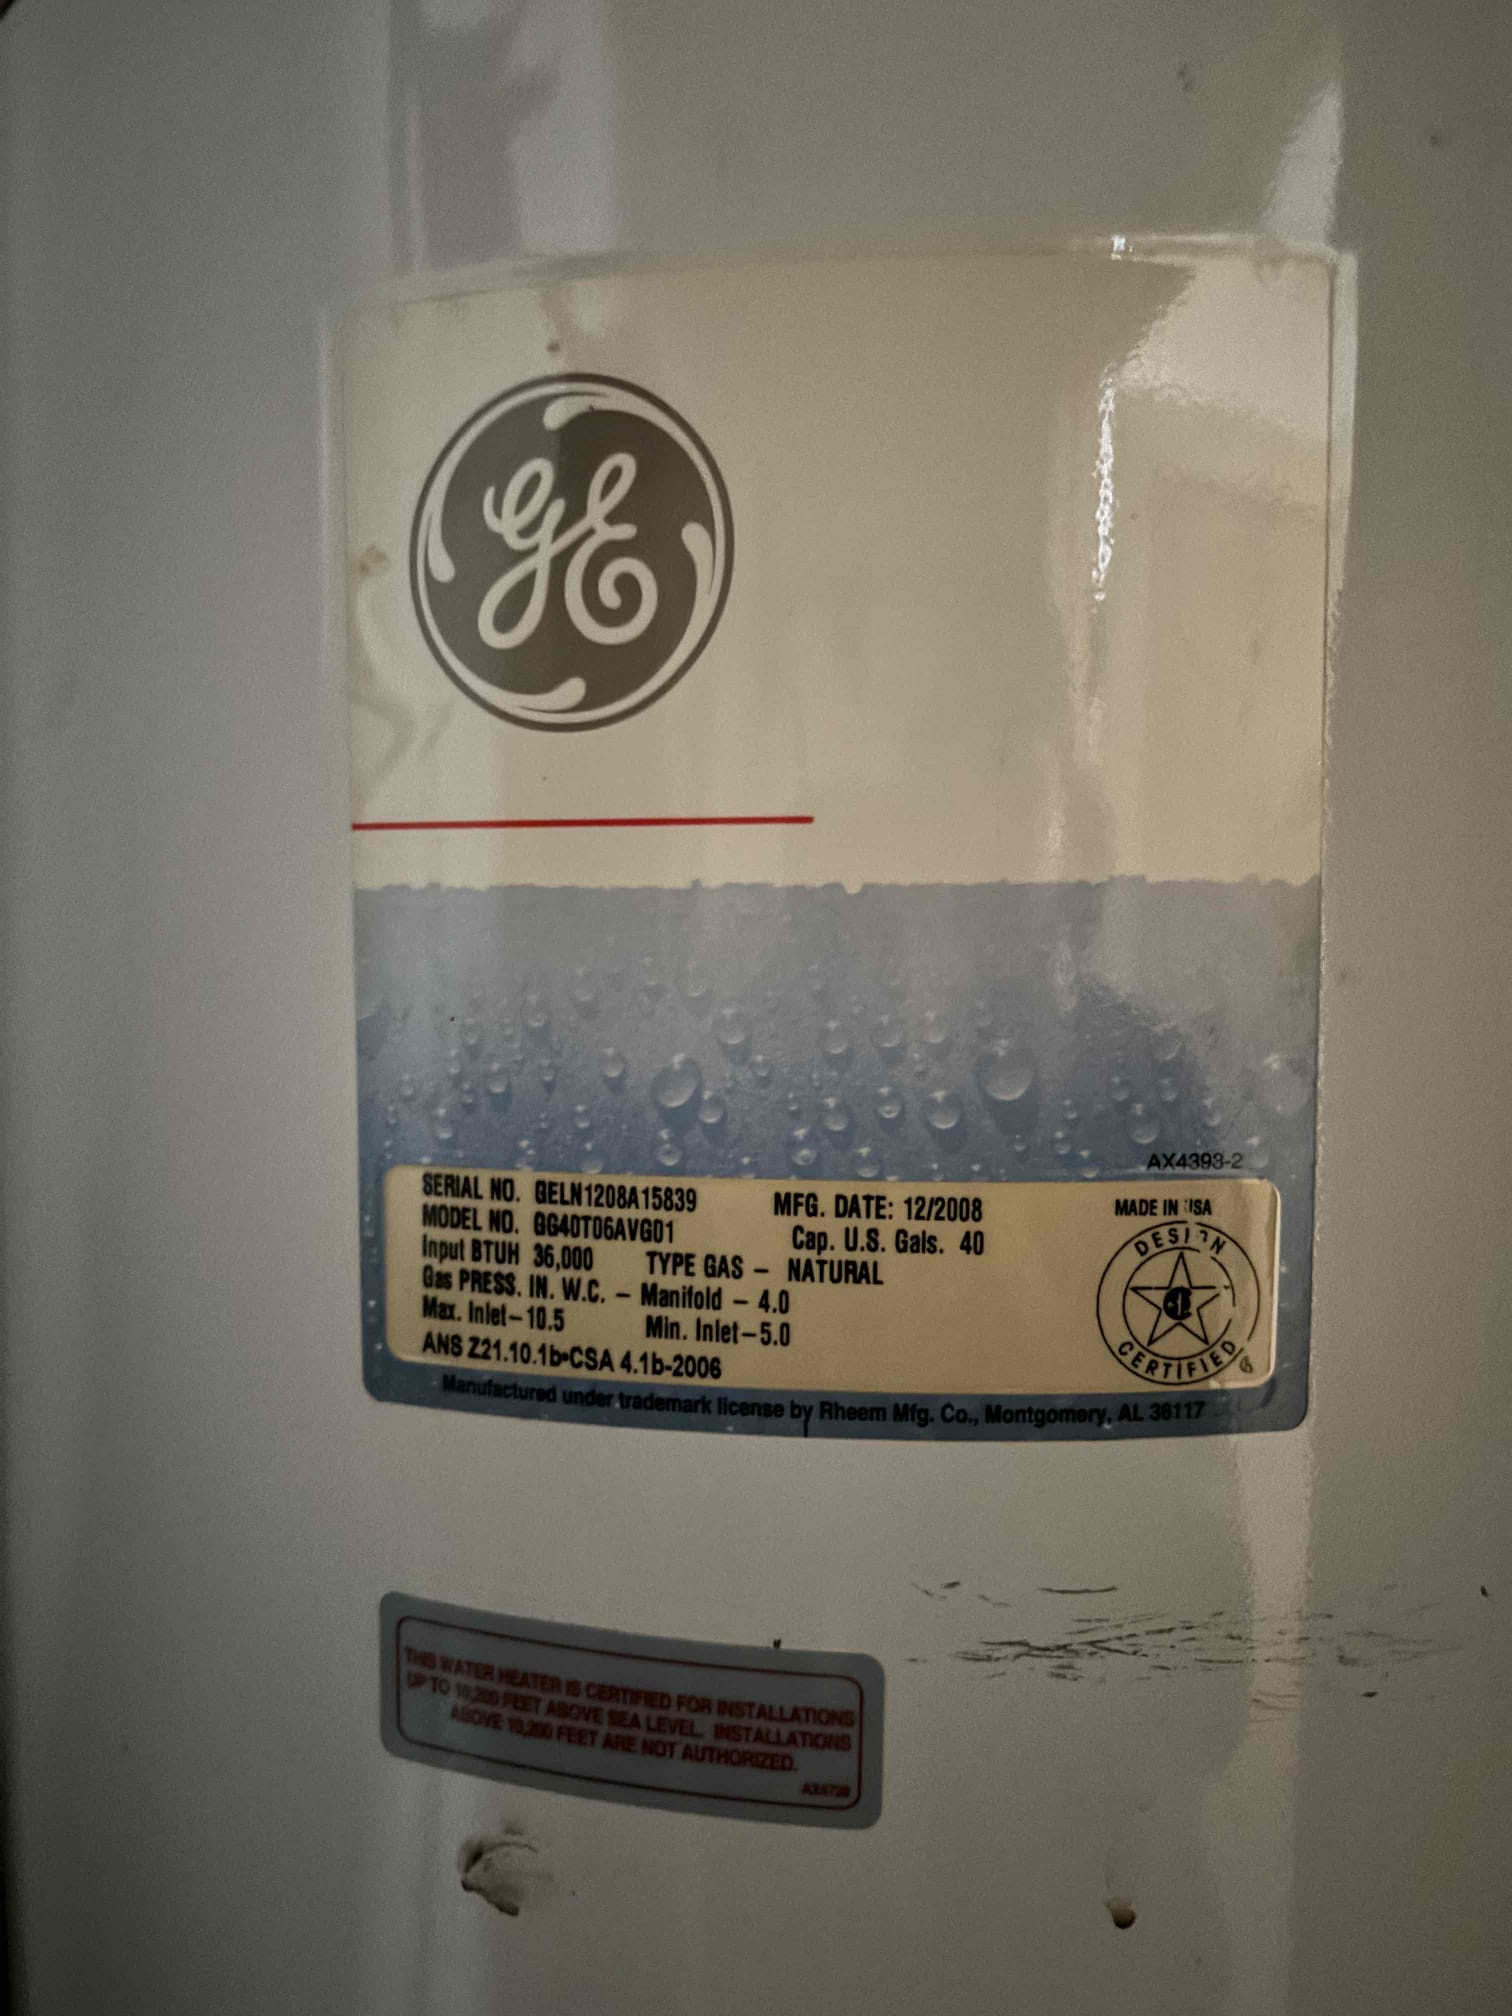 GE
AX4393-2
SERIAL NO. GELN1208A15839 MFG. DATE: 12/2008
MODEL NO. GG40T06AVG01 Cap. U.S. Gals. 40
Input BTUH 36,000 TYPE GAS – NATURAL
Gas PRESS. IN. W.C. – Manifold – 4.0
Max. Inlet–10.5 Min. Inlet–5.0
ANS Z21.10.1b•CSA 4.1b-2006
MADE IN USA
DESIGN
CERTIFIED
Manufactured under trademark license by Rheem Mfg. Co., Montgomery, AL 36117
THIS WATER HEATER IS CERTIFIED FOR INSTALLATIONS
UP TO 10,200 FEET ABOVE SEA LEVEL. INSTALLATIONS
ABOVE 10,200 FEET ARE NOT AUTHORIZED.